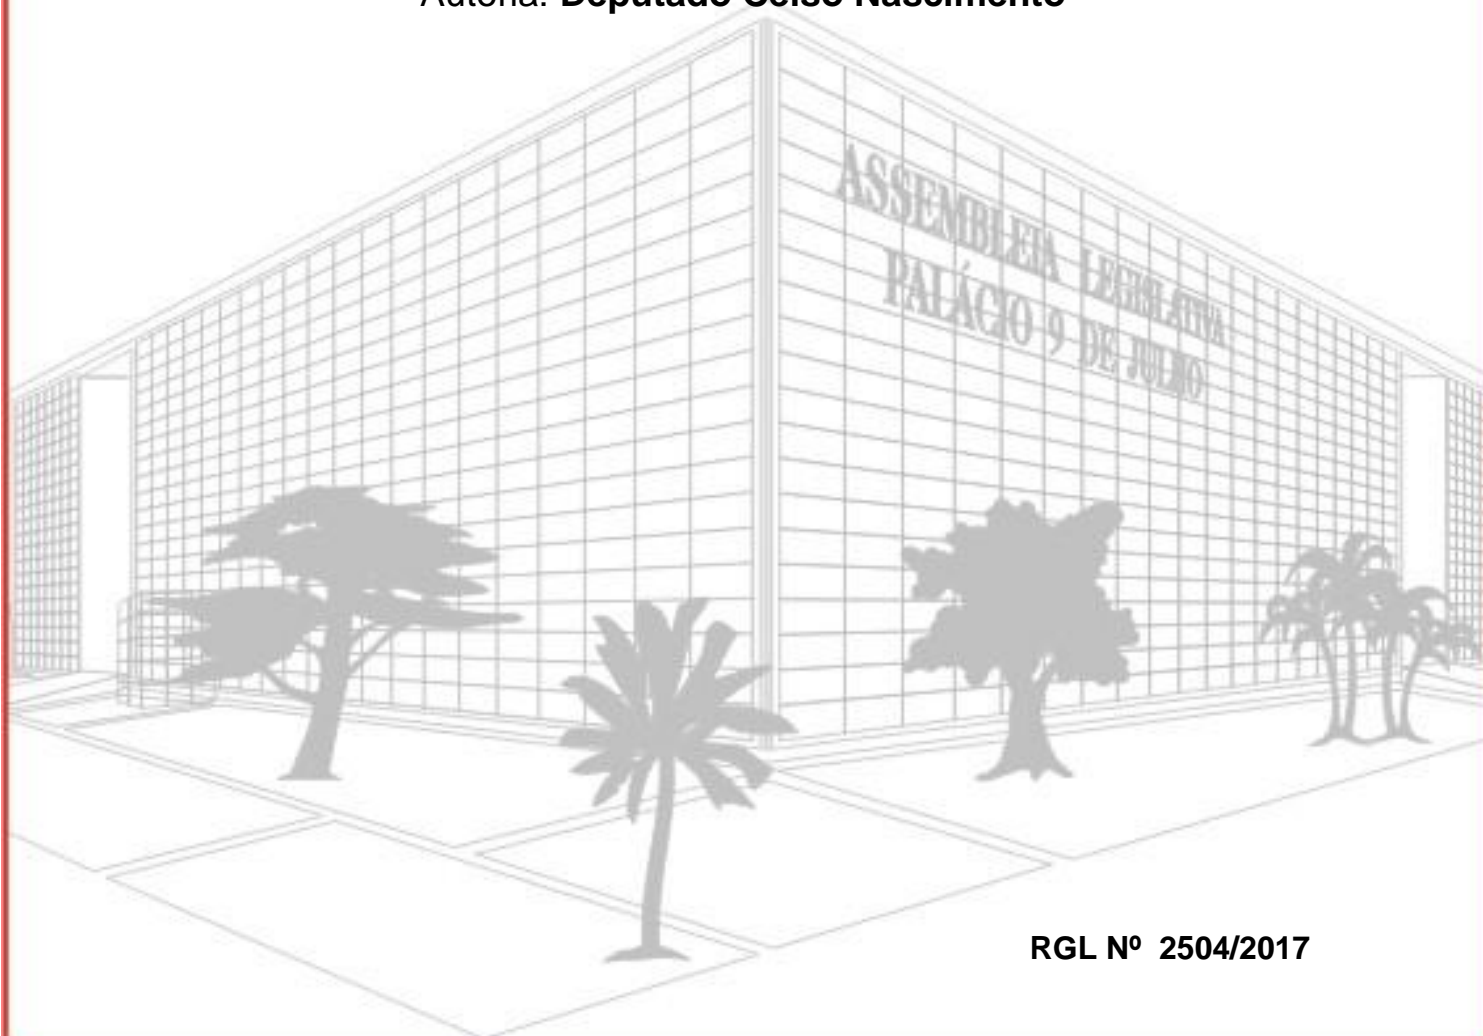 Autoria: Deputado Celso Nascimento
ASSEMBLEIA LEGISLATIVA
PALÁCIO 9 DE JULHO
RGL Nº 2504/2017